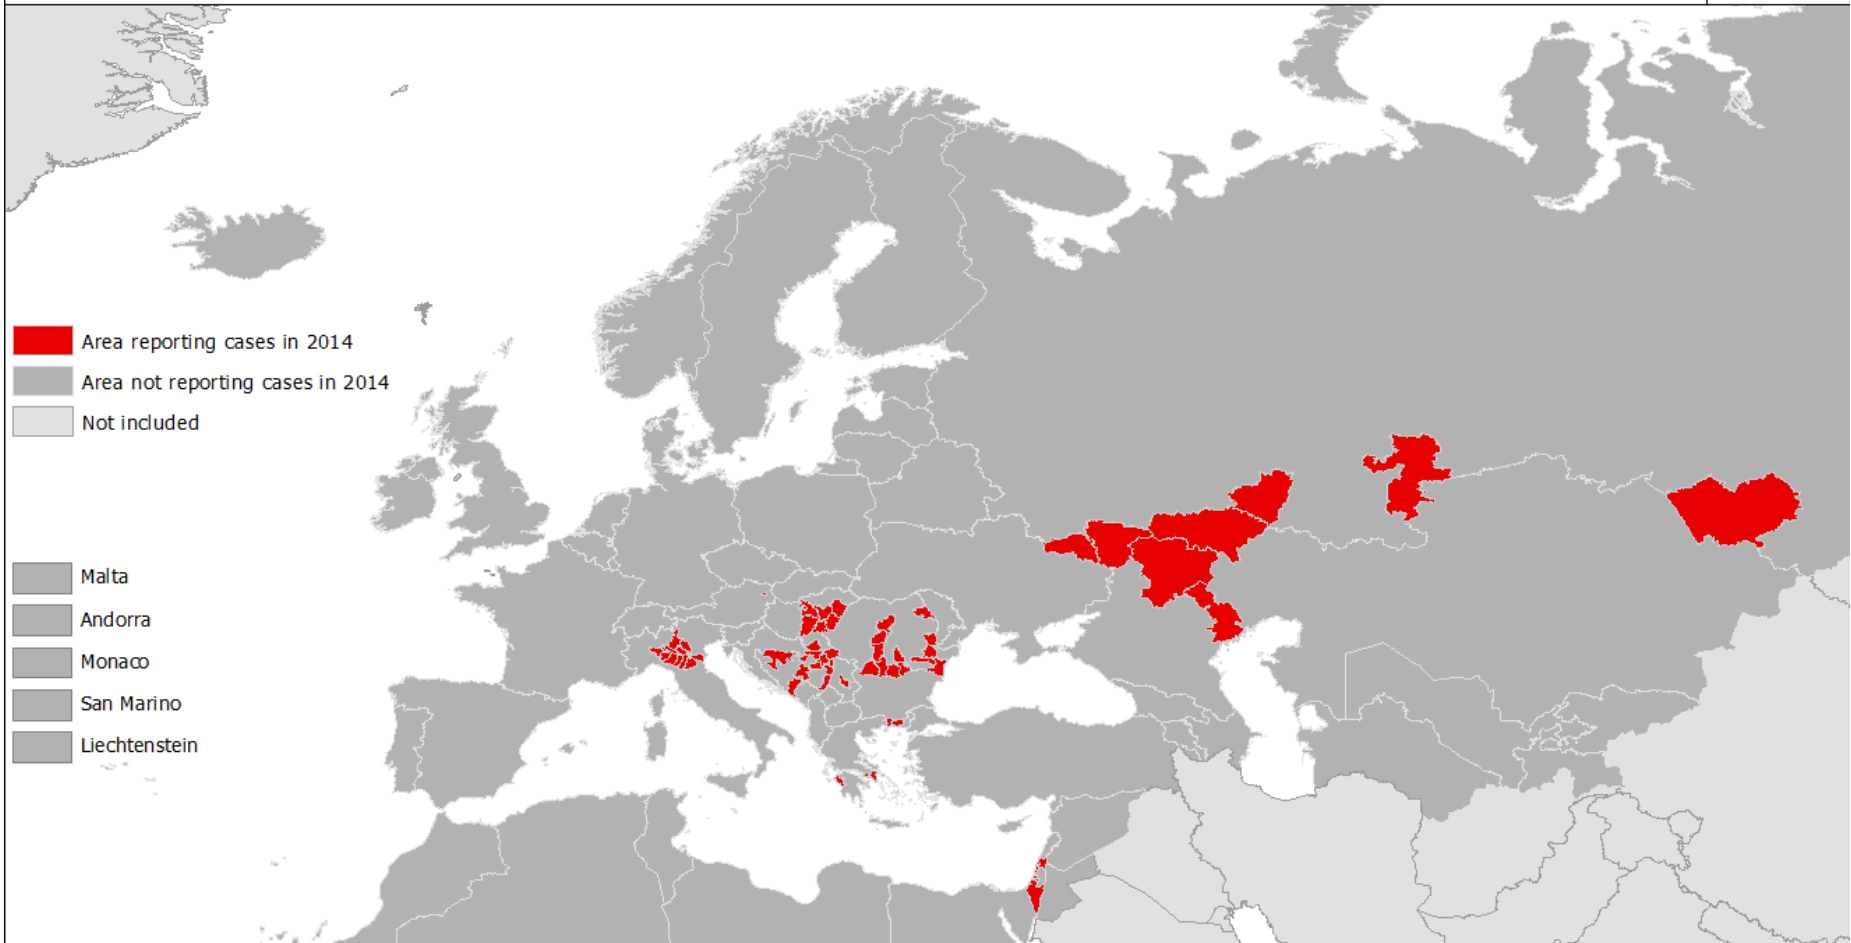 Area reporting cases in 2014
Area not reporting cases in 2014
Not included
Malta
Andorra
Monaco
San Marino
Liechtenstein